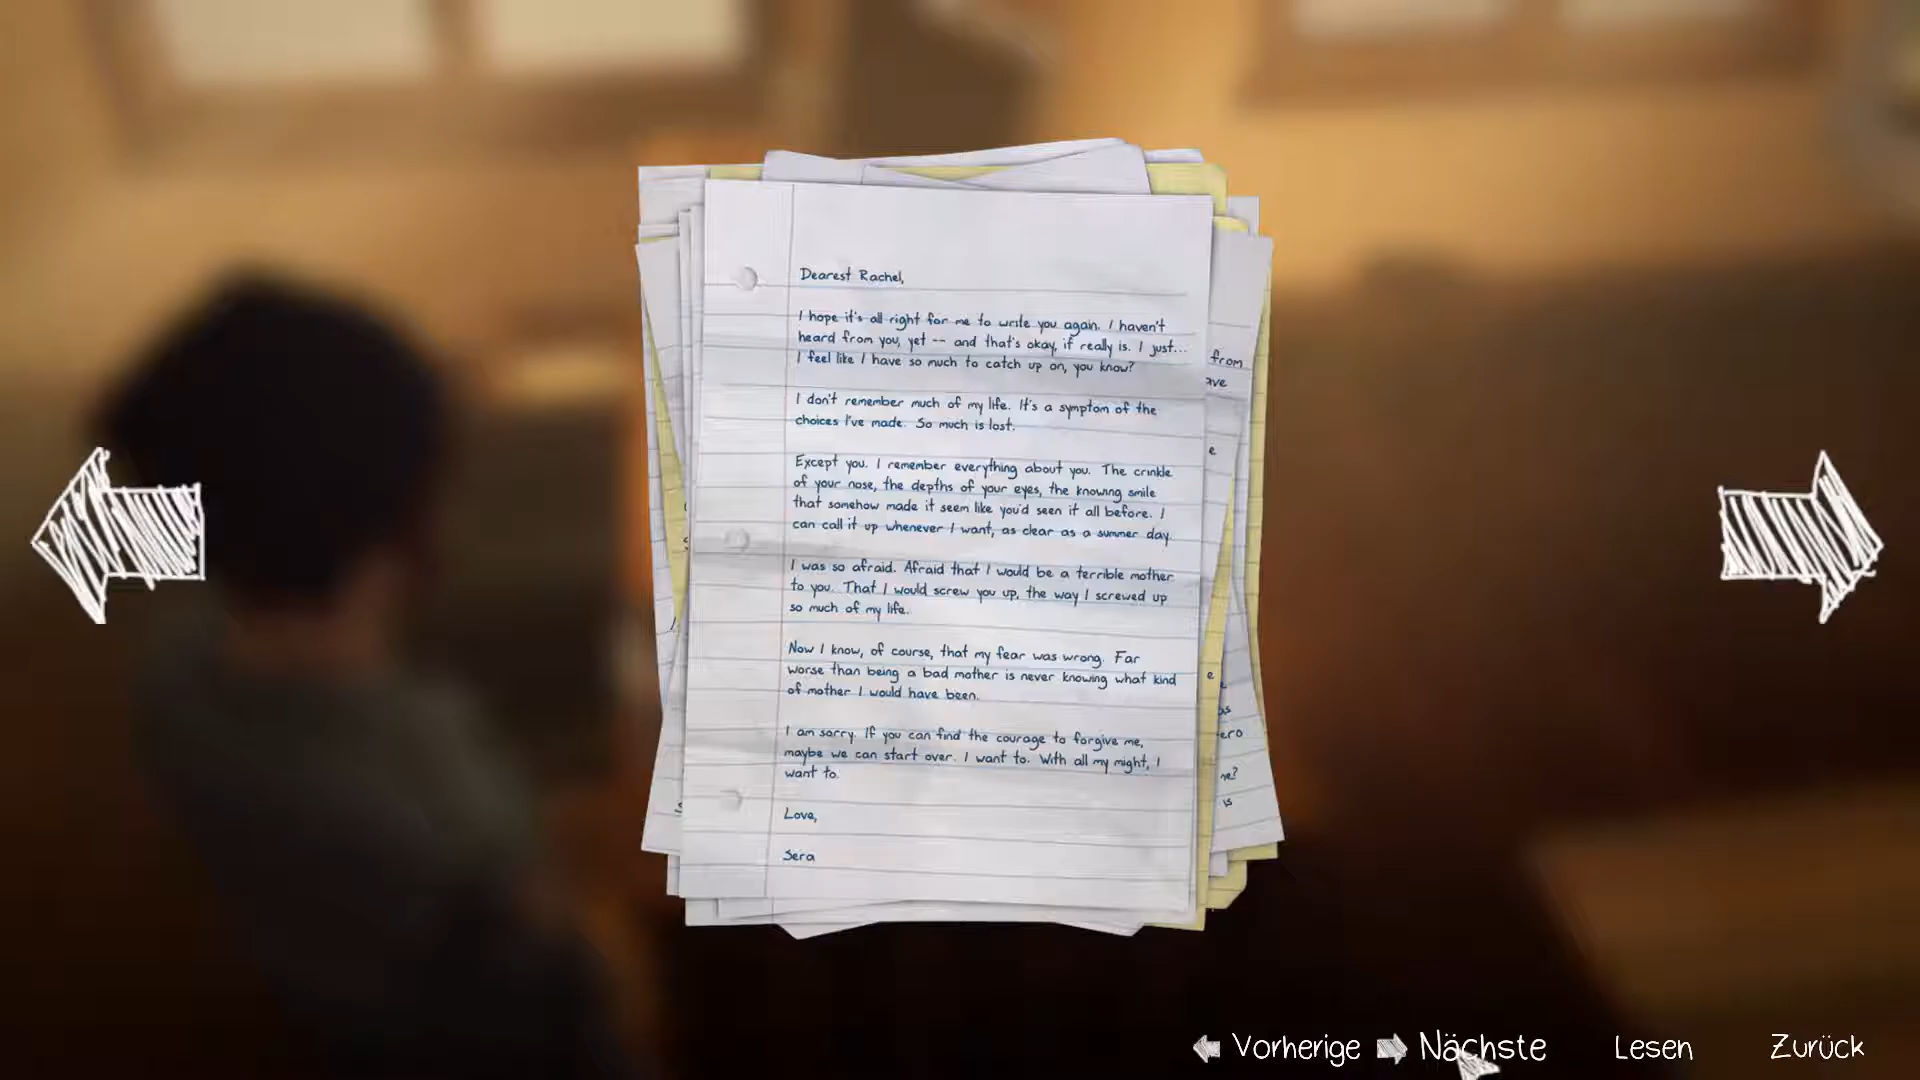 Dearest Rachel,
I hope it's all right for me to write you again. I haven't
heard from you, yet -- and that's okay, if really is. I just...
I feel like I have so much to catch up on, you know?
I don't remember much of my life. It's a symptom of the
choices I've made. So much is lost.
Except you. I remember everything about you. The crinkle
of your nose, the depths of your eyes, the knowing smile
that somehow made it seem like you'd seen it all before. I
can call it up whenever I want, as clear as a summer day.
I was so afraid. Afraid that I would be a terrible mother
to you. That I would screw you up, the way I screwed up
so much of my life.
Now I know, of course, that my fear was wrong. Far
worse than being a bad mother is never knowing what kind
of mother I would have been.
I am sorry. If you can find the courage to forgive me,
maybe we can start over. I want to. With all my might, I
want to.
Love,
Sera
from
ave
e
e
as
ero
me?
is
Vorherige Nächste Lesen Zurück